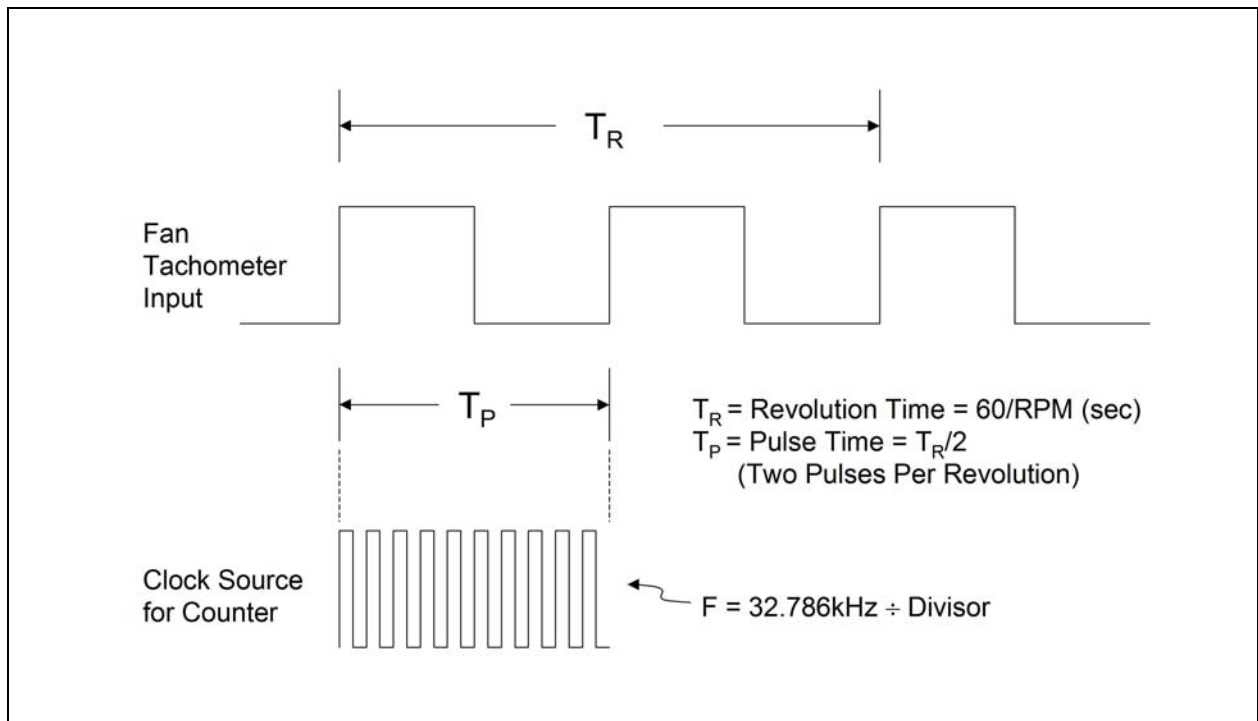 T_R
Fan
Tachometer
Input
T_P
T_R = Revolution Time = 60/RPM (sec)
T_P = Pulse Time = T_R/2
(Two Pulses Per Revolution)
Clock Source
for Counter
F = 32.786kHz ÷ Divisor